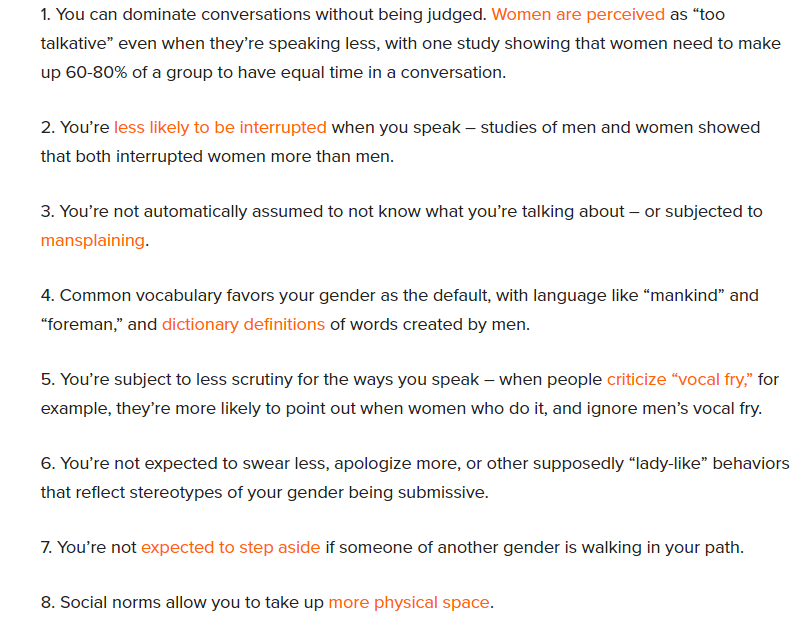 1. You can dominate conversations without being judged. Women are perceived as “too
talkative” even when they’re speaking less, with one study showing that women need to make
up 60-80% of a group to have equal time in a conversation.
2. You’re less likely to be interrupted when you speak – studies of men and women showed
that both interrupted women more than men.
3. You’re not automatically assumed to not know what you’re talking about – or subjected to
mansplaining.
4. Common vocabulary favors your gender as the default, with language like “mankind” and
“foreman,” and dictionary definitions of words created by men.
5. You’re subject to less scrutiny for the ways you speak – when people criticize “vocal fry,” for
example, they’re more likely to point out when women who do it, and ignore men’s vocal fry.
6. You’re not expected to swear less, apologize more, or other supposedly “lady-like” behaviors
that reflect stereotypes of your gender being submissive.
7. You’re not expected to step aside if someone of another gender is walking in your path.
8. Social norms allow you to take up more physical space.